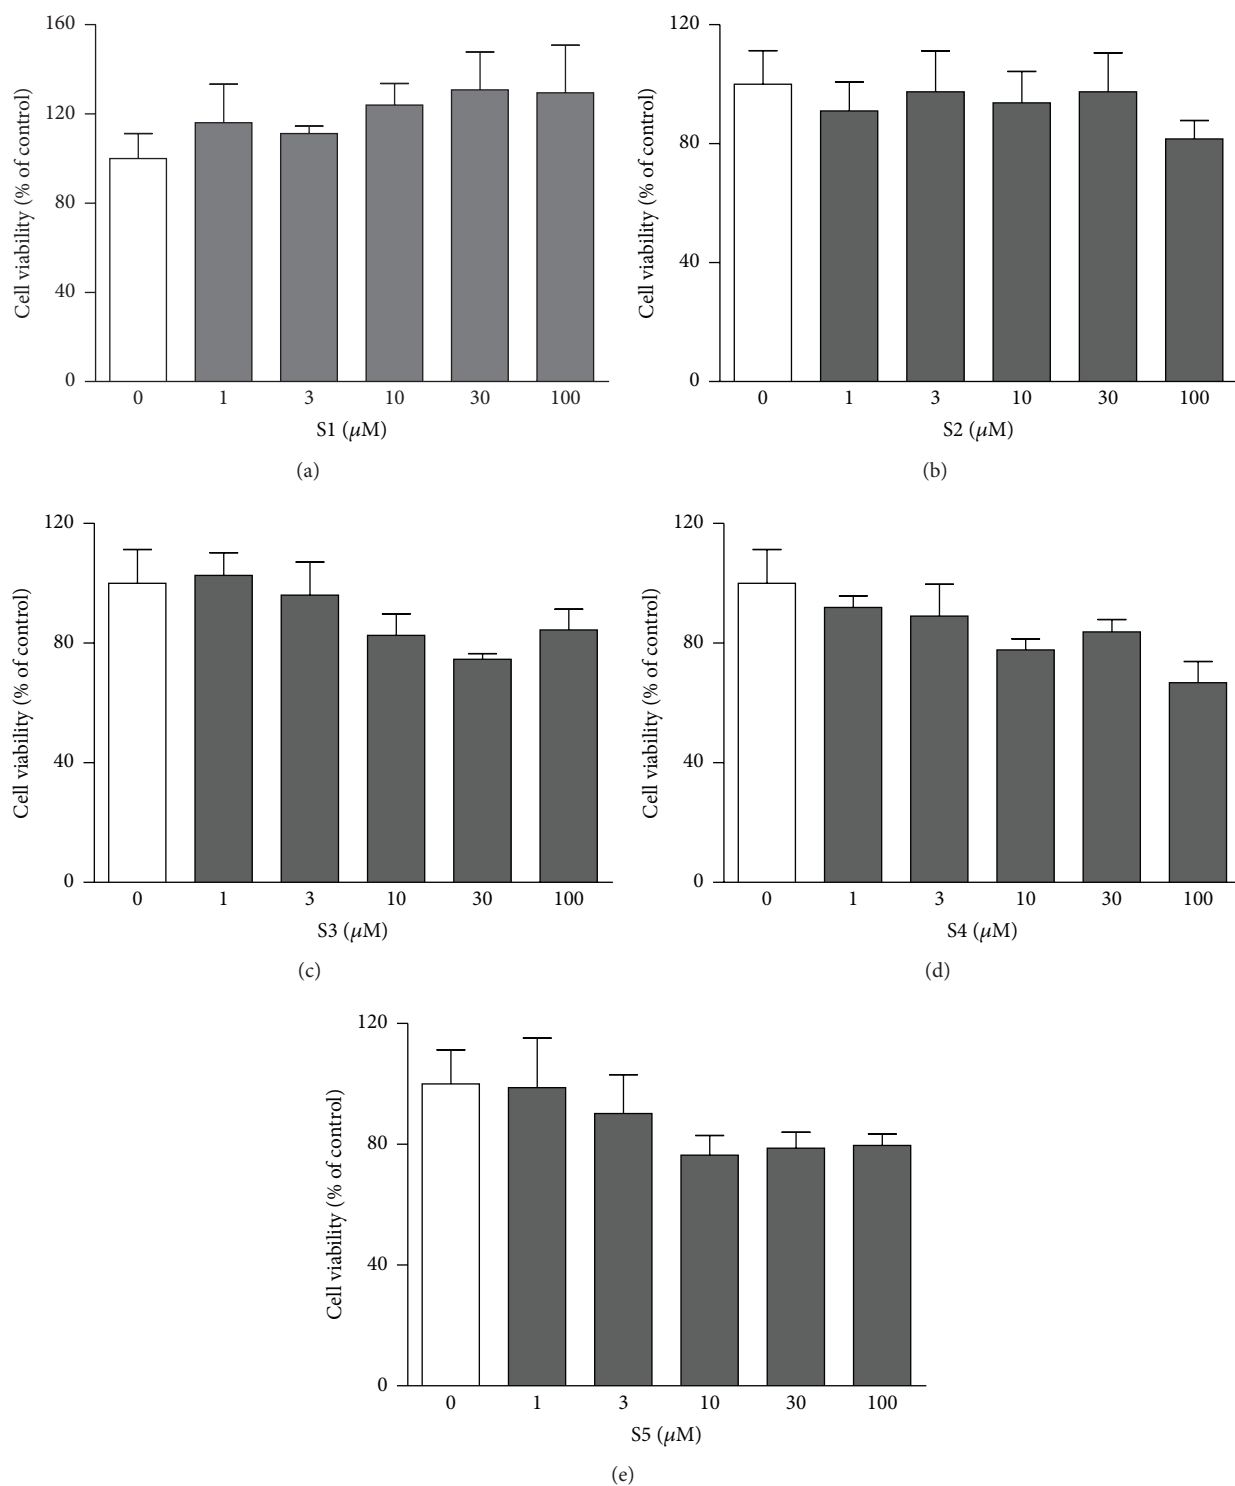 160
120
80
40
0
Cell viability (% of control)
0 1 3 10 30 100
S1 (μM)
(a)
120
80
40
0
Cell viability (% of control)
0 1 3 10 30 100
S2 (μM)
(b)
120
80
40
0
Cell viability (% of control)
0 1 3 10 30 100
S3 (μM)
(c)
120
80
40
0
Cell viability (% of control)
0 1 3 10 30 100
S4 (μM)
(d)
120
80
40
0
Cell viability (% of control)
0 1 3 10 30 100
S5 (μM)
(e)